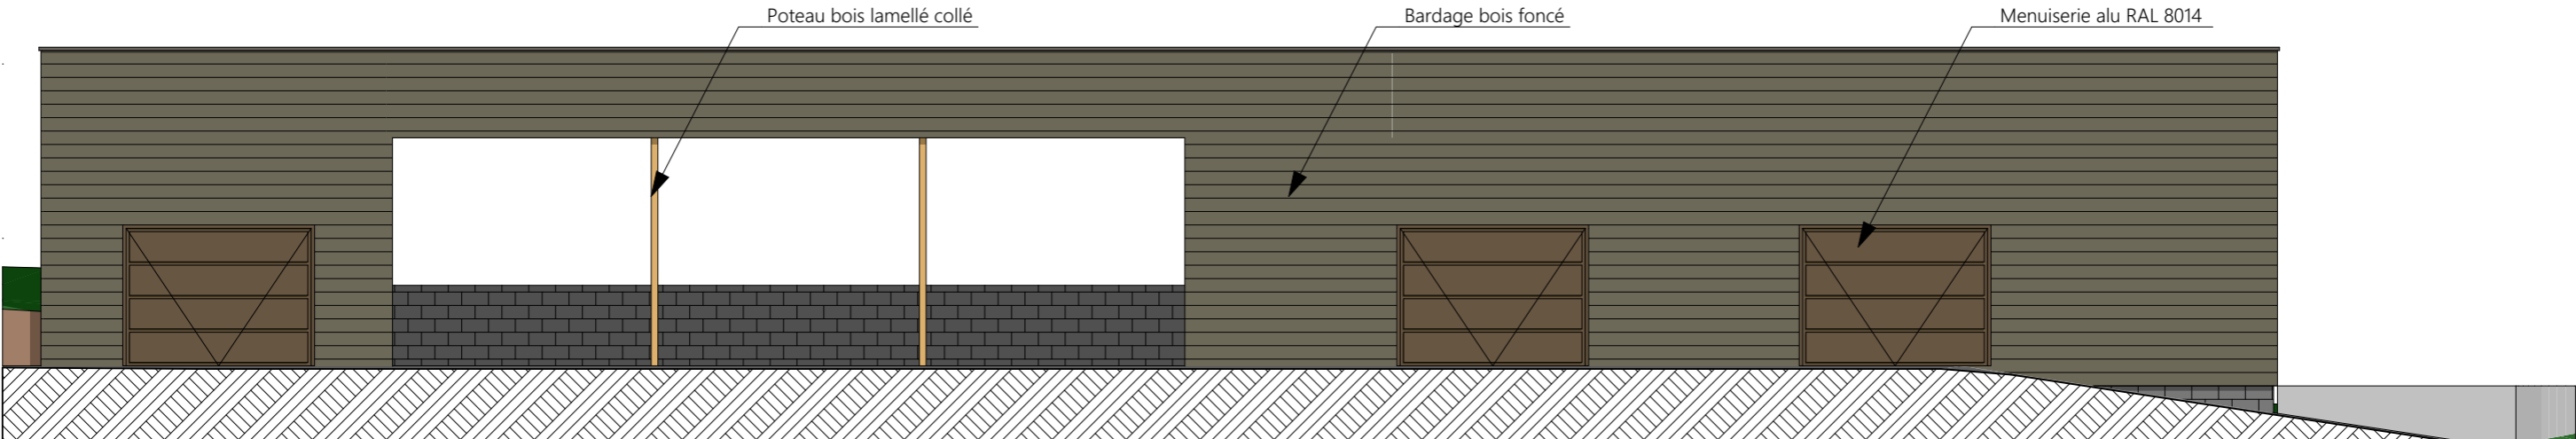 Poteau bois lamellé collé
Bardage bois foncé
Menuiserie alu RAL 8014